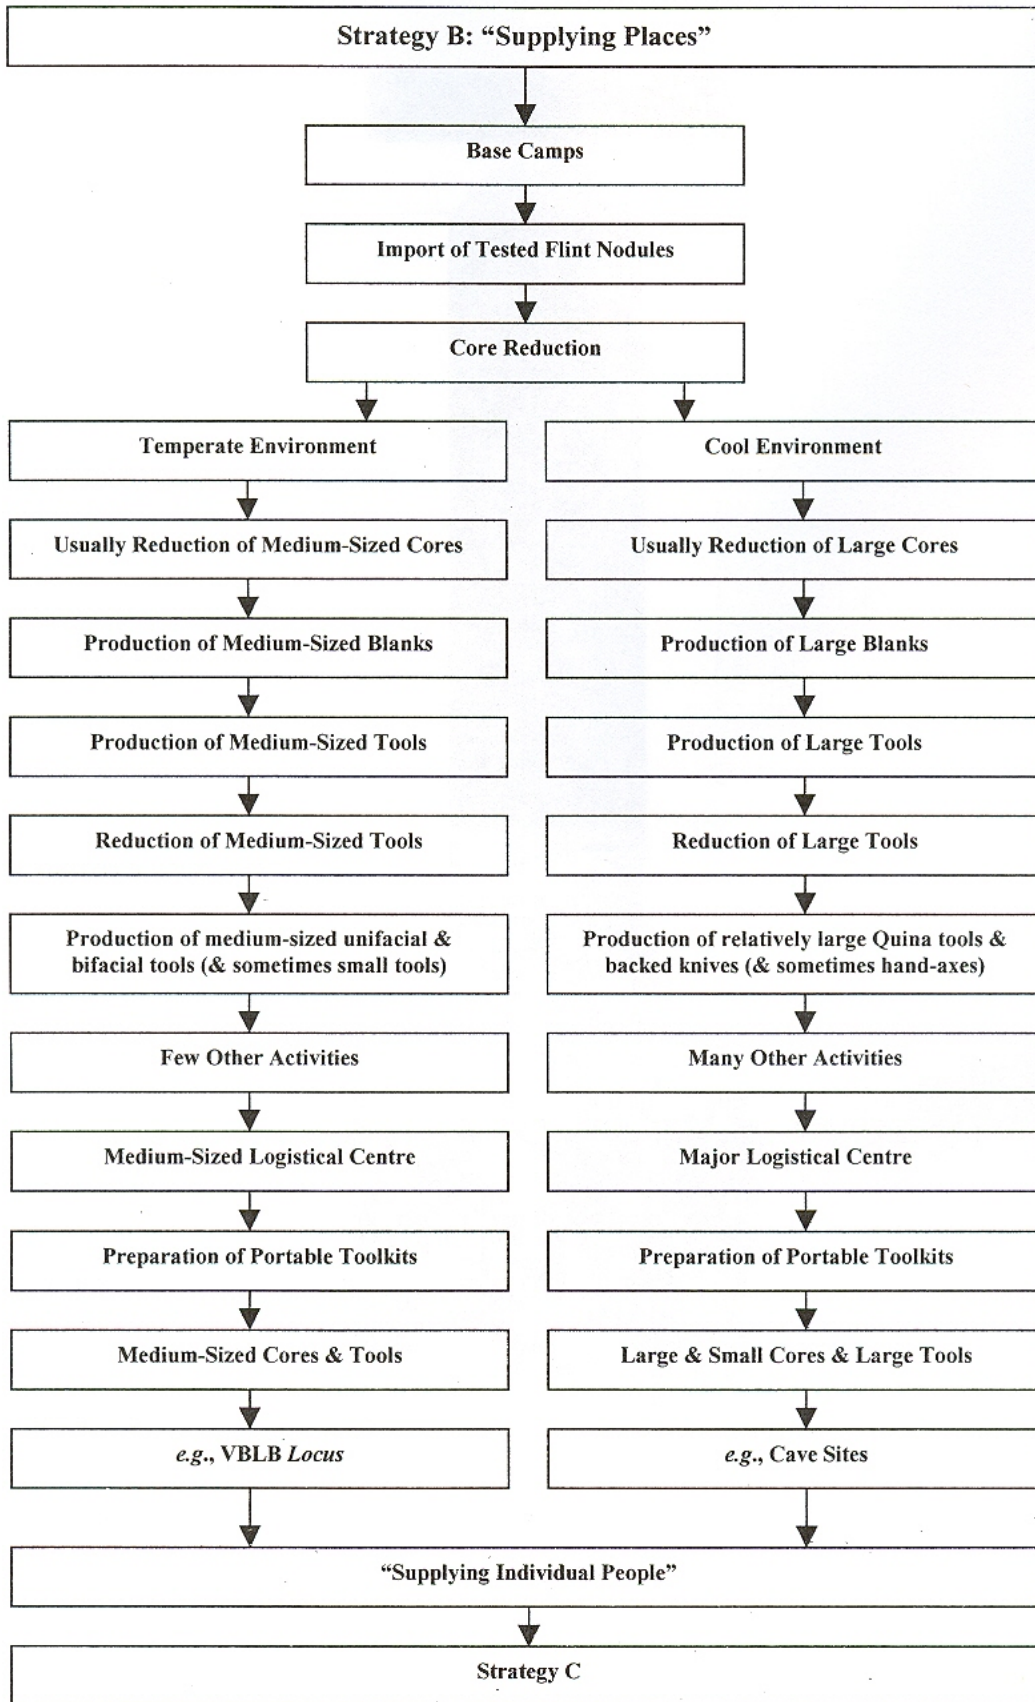 Strategy B: “Supplying Places”
Base Camps
Import of Tested Flint Nodules
Core Reduction
Temperate Environment
Usually Reduction of Medium-Sized Cores
Production of Medium-Sized Blanks
Production of Medium-Sized Tools
Reduction of Medium-Sized Tools
Production of medium-sized unifacial &
bifacial tools (& sometimes small tools)
Few Other Activities
Medium-Sized Logistical Centre
Preparation of Portable Toolkits
Medium-Sized Cores & Tools
e.g., VBLB Locus
Cool Environment
Usually Reduction of Large Cores
Production of Large Blanks
Production of Large Tools
Reduction of Large Tools
Production of relatively large Quina tools &
backed knives (& sometimes hand-axes)
Many Other Activities
Major Logistical Centre
Preparation of Portable Toolkits
Large & Small Cores & Large Tools
e.g., Cave Sites
“Supplying Individual People”
Strategy C